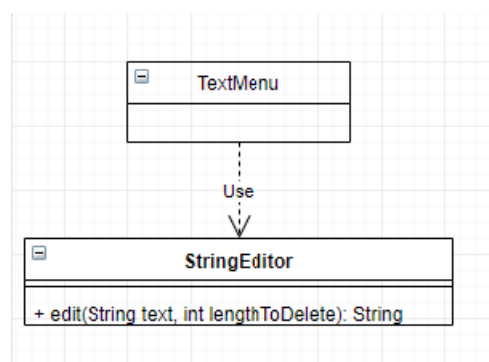 TextMenu
Use
StringEditor
+ edit(String text, int lengthToDelete): String